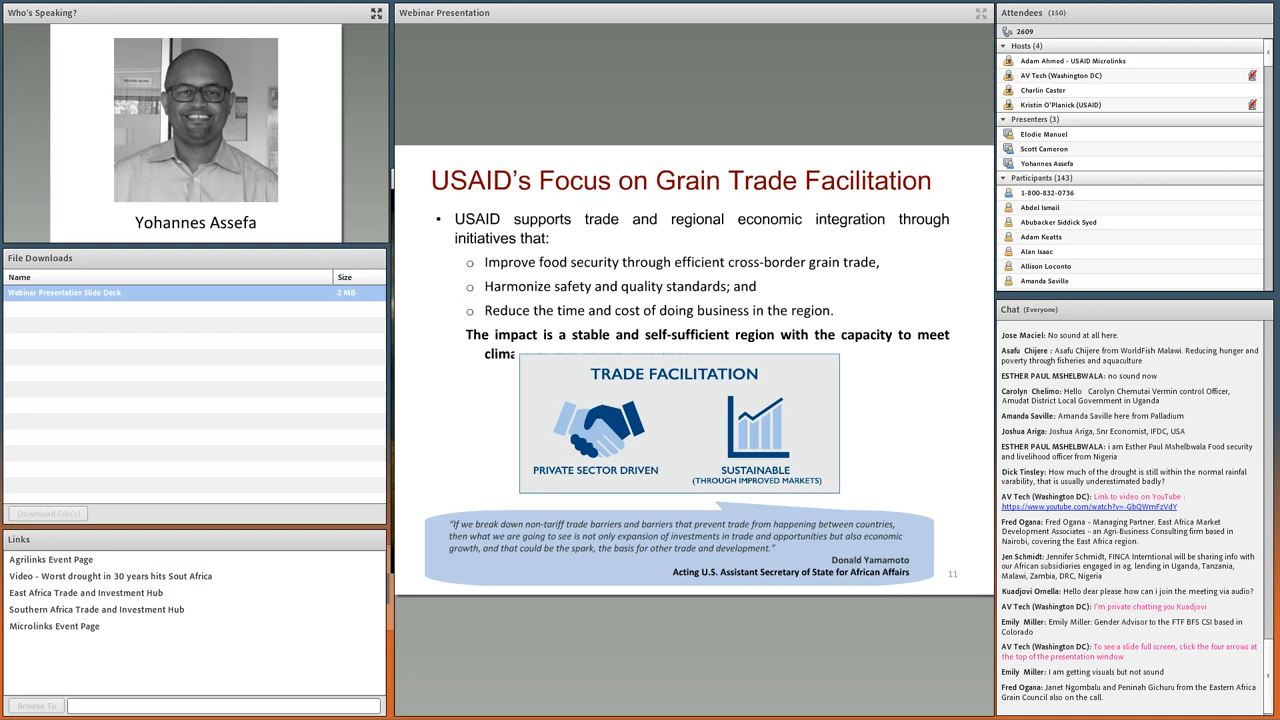 Who's Speaking?
Yohannes Assefa
File Downloads
Name Size
Webinar Presentation Slide Deck 2 MB
Download File(s)
Links
Agrilinks Event Page
Video - Worst drought in 30 years hits Sout Africa
East Africa Trade and Investment Hub
Southern Africa Trade and Investment Hub
Microlinks Event Page
Browse To
Webinar Presentation
USAID's Focus on Grain Trade Facilitation
• USAID supports trade and regional economic integration through
initiatives that:
o Improve food security through efficient cross-border grain trade,
o Harmonize safety and quality standards; and
o Reduce the time and cost of doing business in the region.
The impact is a stable and self-sufficient region with the capacity to meet
clima
TRADE FACILITATION
PRIVATE SECTOR DRIVEN
SUSTAINABLE
(THROUGH IMPROVED MARKETS)
"If we break down non-tariff trade barriers and barriers that prevent trade from happening between countries,
then what we are going to see is not only expansion of investments in trade and opportunities but also economic
growth, and that could be the spark, the basis for other trade and development."
Donald Yamamoto
Acting U.S. Assistant Secretary of State for African Affairs
11
Attendees (150)
2609
Hosts (4)
Adam Ahmed - USAID Microlinks
AV Tech (Washington DC)
Charlin Caster
Kristin O'Planick (USAID)
Presenters (3)
Elodie Manuel
Scott Cameron
Yohannes Assefa
Participants (143)
1-800-832-0736
Abdel Ismail
Abubacker Siddick Syed
Adam Keatts
Alan Isaac
Allison Loconto
Amanda Saville
Chat (Everyone)
Jose Maciel: No sound at all here.
Asafu Chijere : Asafu Chijere from WorldFish Malawi. Reducing hunger and
poverty through fisheries and aquaculture
ESTHER PAUL MSHELBWALA: no sound now
Carolyn Chelimo: Hello Carolyn Chemutai Vermin control Officer,
Amudat District Local Government in Uganda
Amanda Saville: Amanda Saville here from Palladium
Joshua Ariga: Joshua Ariga, Snr Economist, IFDC, USA
ESTHER PAUL MSHELBWALA: i am Esther Paul Mshelbwala Food security
and livelihood officer from Nigeria
Dick Tinsley: How much of the drought is still within the normal rainfal
varability, that is usually underestimated badly?
AV Tech (Washington DC): Link to video on YouTube :
https://www.youtube.com/watch?v=-GbQWmFzVdY
Fred Ogana: Fred Ogana - Managing Partner. East Africa Market
Development Associates - an Agri-Business Consulting firm based in
Nairobi, covering the East Africa region.
Jen Schmidt: Jennifer Schmidt, FINCA Interntional will be sharing info with
our African subsidiaries engaged in ag. lending in Uganda, Tanzania,
Malawi, Zambia, DRC, Nigeria
Kuadjovi Ornella: Hello dear please how can i join the meeting via audio?
AV Tech (Washington DC): I'm private chatting you Kuadjovi
Emily Miller: Emily Miller: Gender Advisor to the FTF BFS CSI based in
Colorado
AV Tech (Washington DC): To see a slide full screen, click the four arrows at
the top of the presentation window
Emily Miller: I am getting visuals but not sound
Fred Ogana: Janet Ngombalu and Peninah Gichuru from the Eastern Africa
Grain Council also on the call.